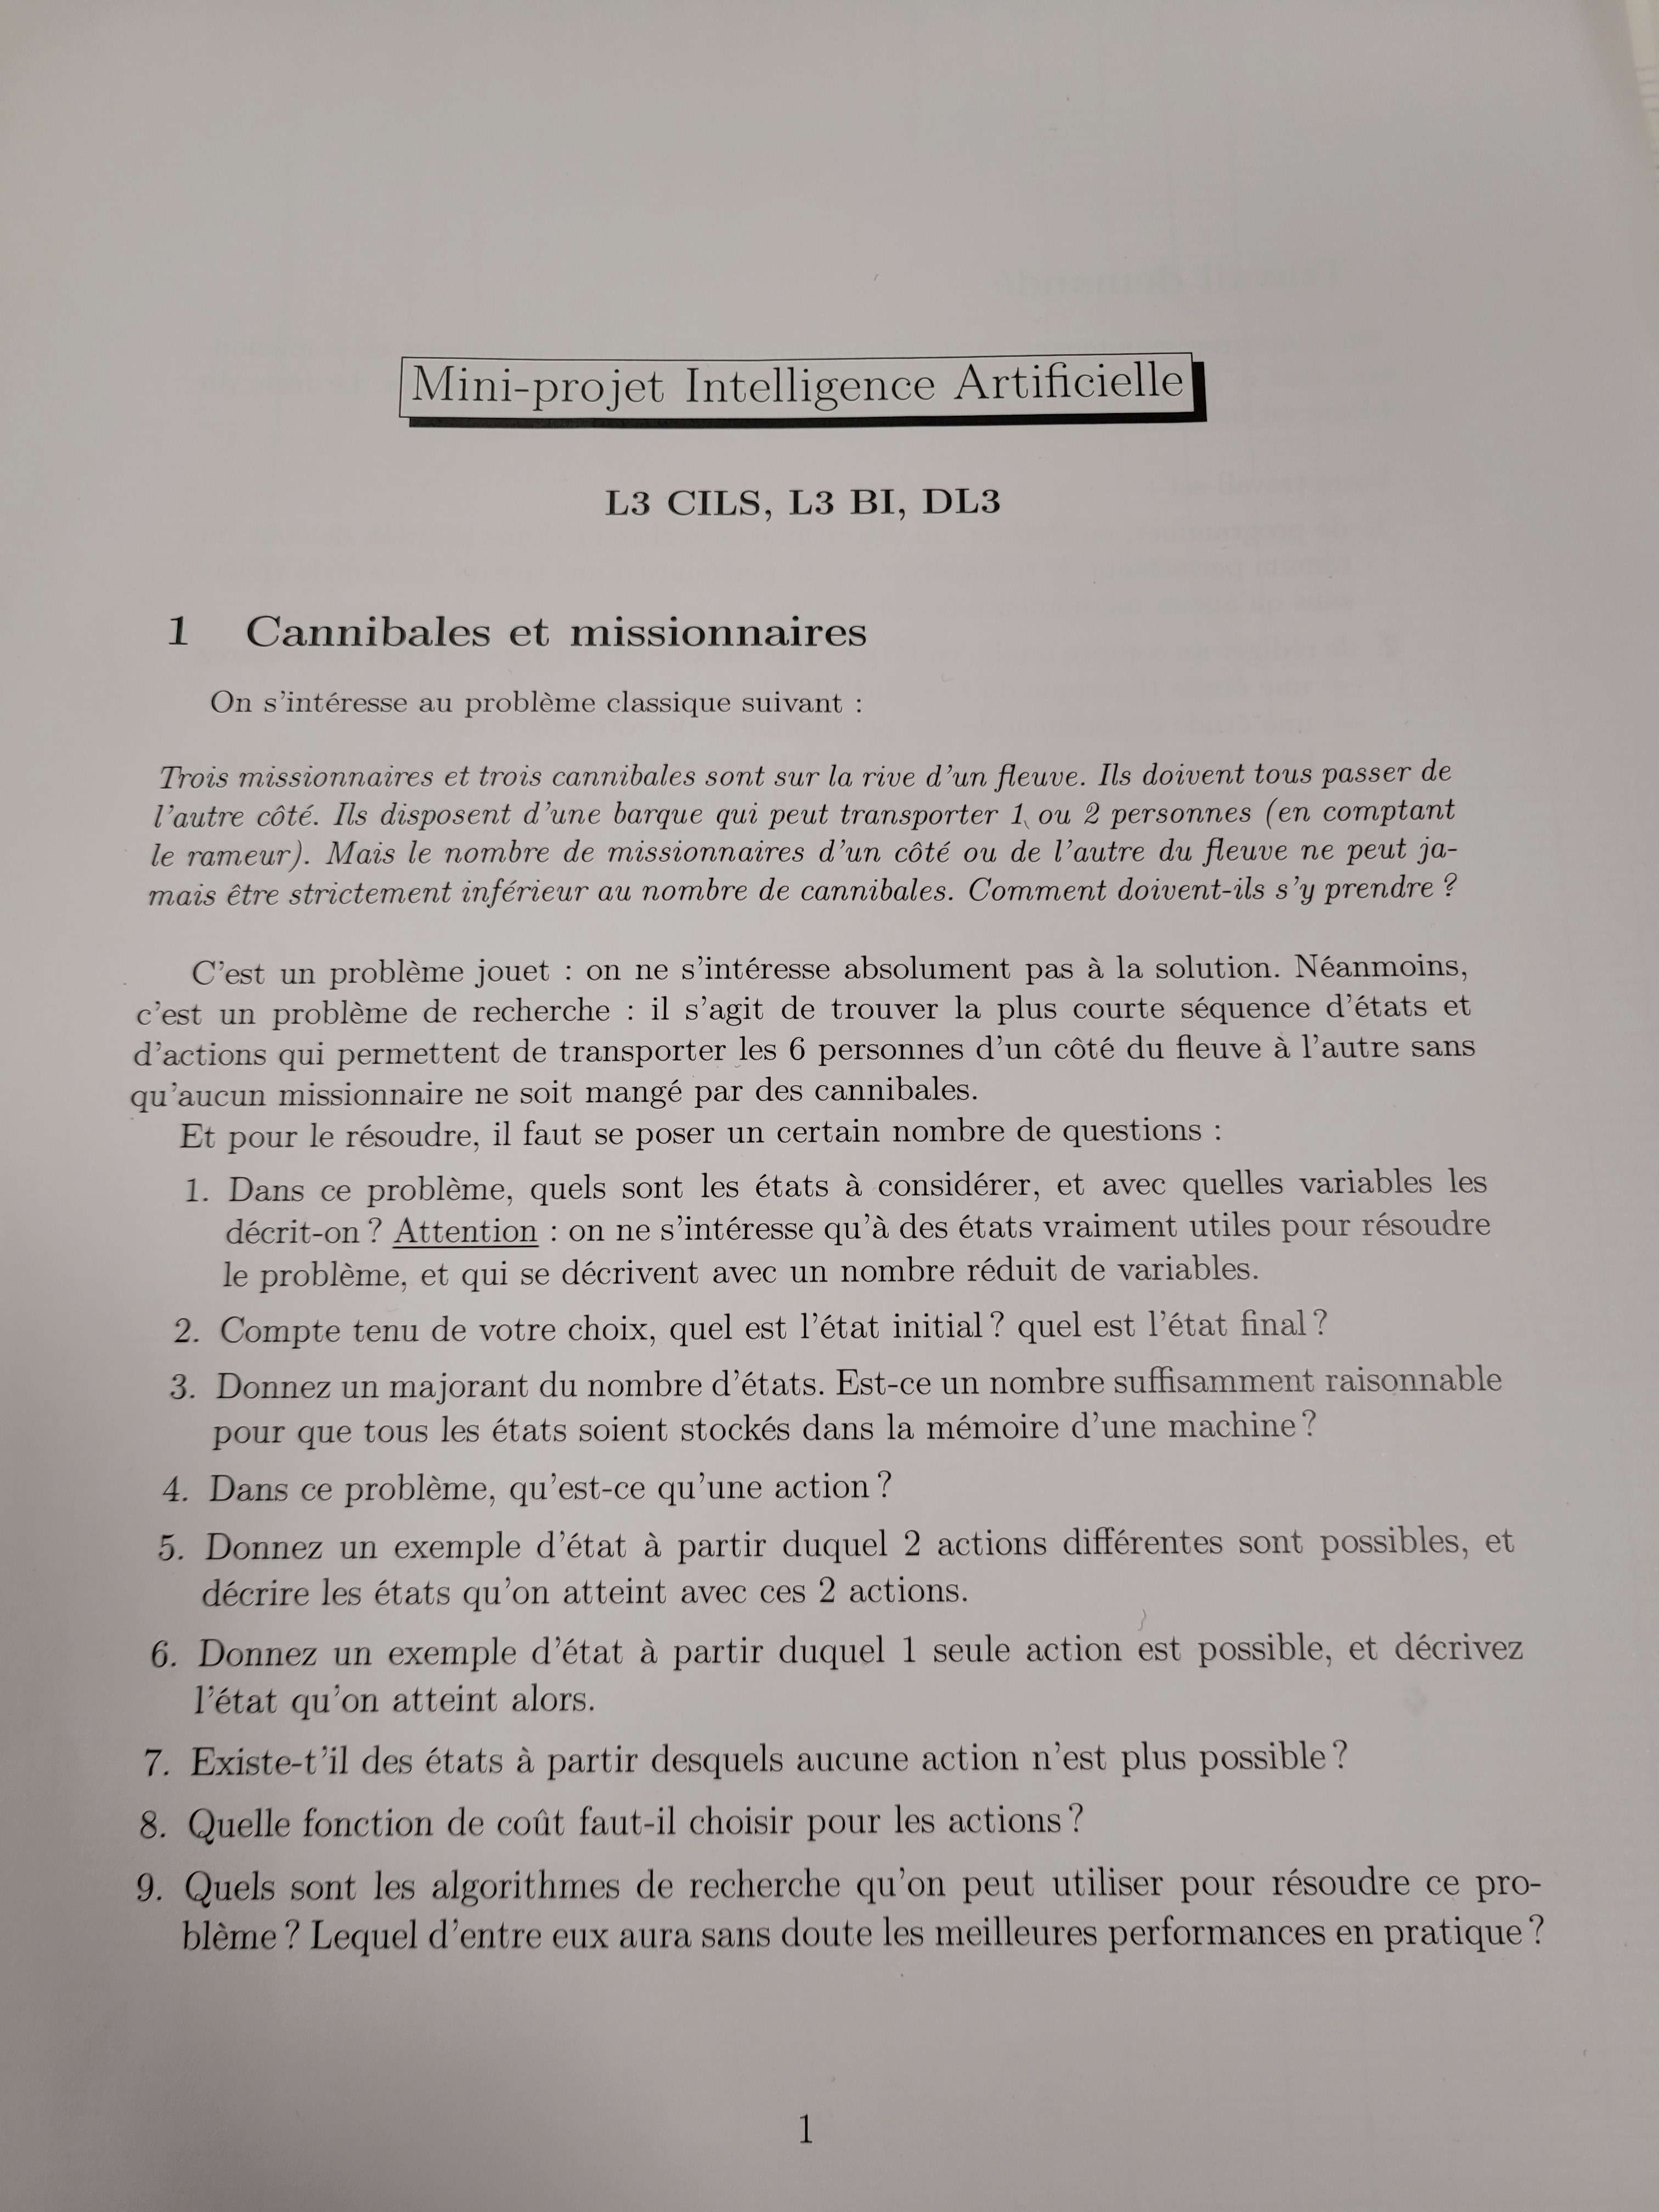 Mini-projet Intelligence Artificielle
L3 CILS, L3 BI, DL3
1 Cannibales et missionnaires
On s'intéresse au problème classique suivant :
Trois missionnaires et trois cannibales sont sur la rive d'un fleuve. Ils doivent tous passer de
l'autre côté. Ils disposent d'une barque qui peut transporter 1 ou 2 personnes (en comptant
le rameur). Mais le nombre de missionnaires d'un côté ou de l'autre du fleuve ne peut ja-
mais être strictement inférieur au nombre de cannibales. Comment doivent-ils s'y prendre ?
C'est un problème jouet : on ne s'intéresse absolument pas à la solution. Néanmoins,
c'est un problème de recherche : il s'agit de trouver la plus courte séquence d'états et
d'actions qui permettent de transporter les 6 personnes d'un côté du fleuve à l'autre sans
qu'aucun missionnaire ne soit mangé par des cannibales.
Et pour le résoudre, il faut se poser un certain nombre de questions :
1. Dans ce problème, quels sont les états à considérer, et avec quelles variables les
décrit-on ? Attention : on ne s'intéresse qu'à des états vraiment utiles pour résoudre
le problème, et qui se décrivent avec un nombre réduit de variables.
2. Compte tenu de votre choix, quel est l'état initial ? quel est l'état final ?
3. Donnez un majorant du nombre d'états. Est-ce un nombre suffisamment raisonnable
pour que tous les états soient stockés dans la mémoire d'une machine ?
4. Dans ce problème, qu'est-ce qu'une action ?
5. Donnez un exemple d'état à partir duquel 2 actions différentes sont possibles, et
décrire les états qu'on atteint avec ces 2 actions.
6. Donnez un exemple d'état à partir duquel 1 seule action est possible, et décrivez
l'état qu'on atteint alors.
7. Existe-t'il des états à partir desquels aucune action n'est plus possible ?
8. Quelle fonction de coût faut-il choisir pour les actions ?
9. Quels sont les algorithmes de recherche qu'on peut utiliser pour résoudre ce pro-
blème ? Lequel d'entre eux aura sans doute les meilleures performances en pratique ?
1